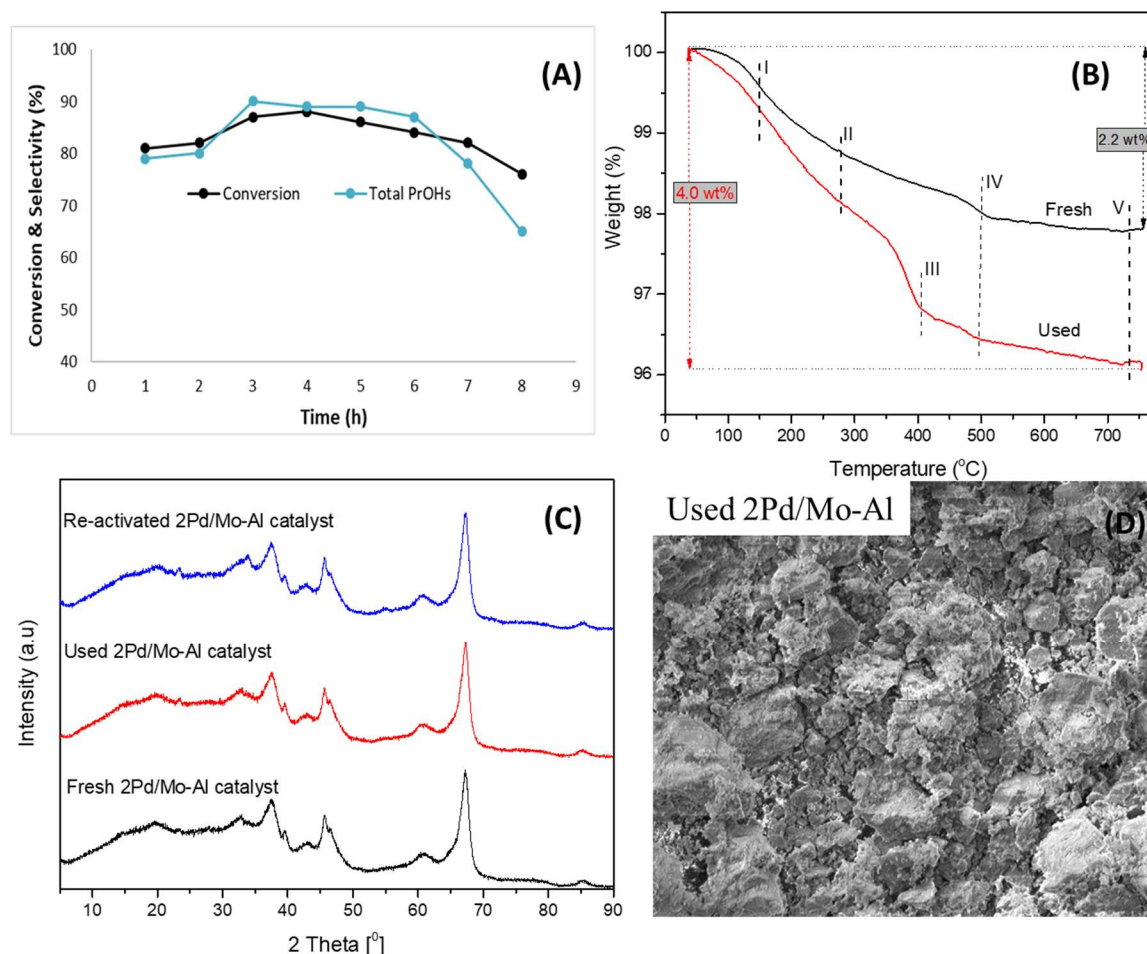 (A)
Conversion & Selectivity (%)
100
90
80
70
60
50
40
Conversion
Total PrOHs
0 1 2 3 4 5 6 7 8 9
Time (h)
(B)
Weight (%)
100
99
98
97
96
I
II
III
IV
V
2.2 wt%
4.0 wt%
Fresh
Used
0 100 200 300 400 500 600 700
Temperature (°C)
(C)
Intensity (a.u)
Re-activated 2Pd/Mo-Al catalyst
Used 2Pd/Mo-Al catalyst
Fresh 2Pd/Mo-Al catalyst
10 20 30 40 50 60 70 80 90
2 Theta [⁰]
Used 2Pd/Mo-Al
(D)